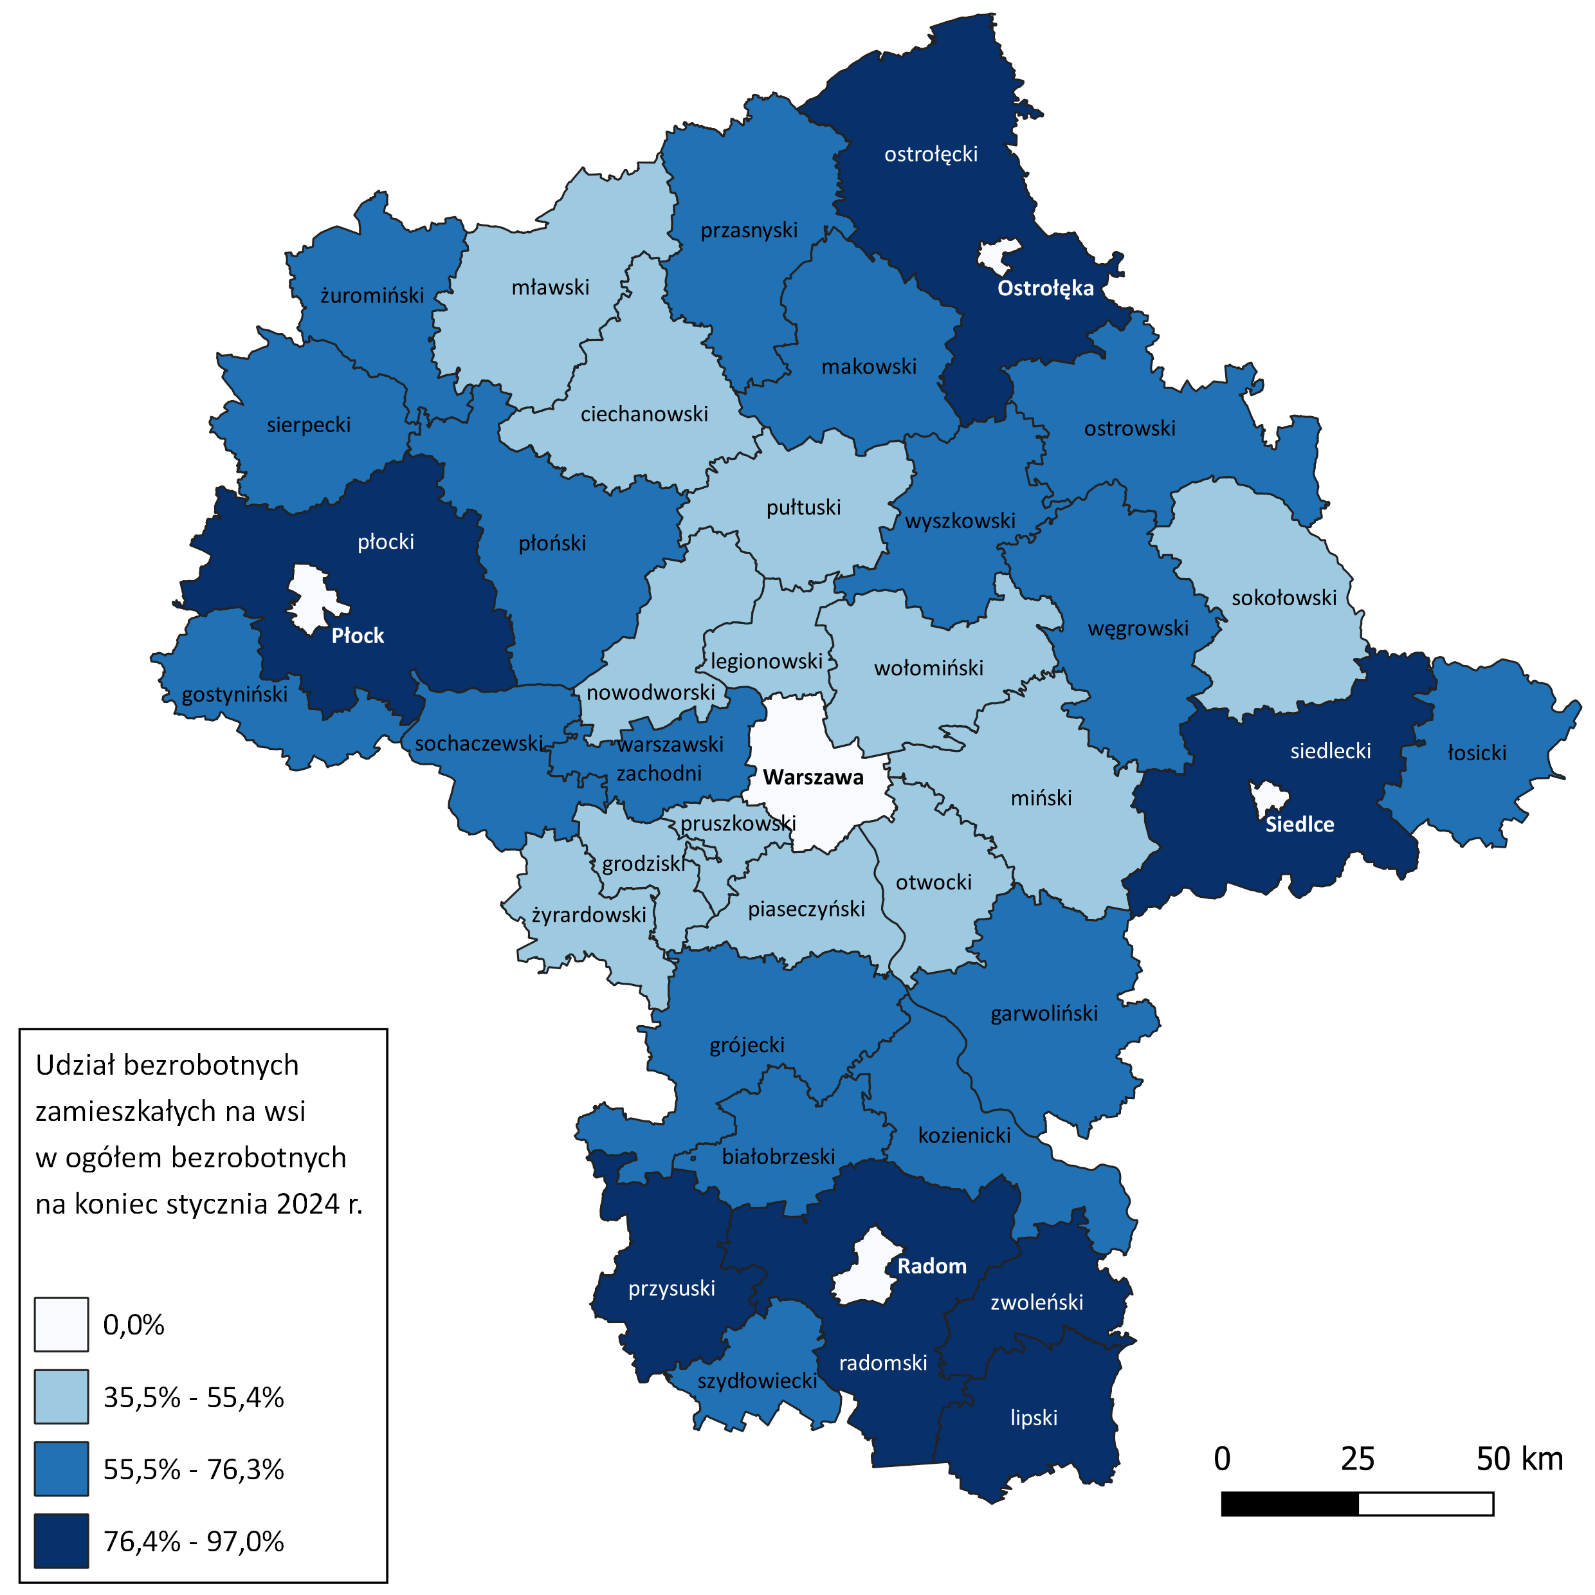 ostrołęcki
przasnyski
Ostrołęka
mławski
żuromiński
makowski
ciechanowski
sierpecki
ostrowski
pułtuski
wyszkowski
płocki
płoński
sokołowski
węgrowski
Płock
legionowski
wołomiński
gostyniński
nowodworski
sochaczewski
warszawski
zachodni
siedlecki
łosicki
Warszawa
miński
pruszkowski
Siedlce
grodziski
otwocki
żyrardowski
piaseczyński
garwoliński
grójecki
kozienicki
białobrzeski
Radom
przysuski
zwoleński
radomski
szydłowiecki
lipski
Udział bezrobotnych
zamieszkałych na wsi
w ogółem bezrobotnych
na koniec stycznia 2024 r.
0,0%
35,5% - 55,4%
55,5% - 76,3%
76,4% - 97,0%
0 25 50 km